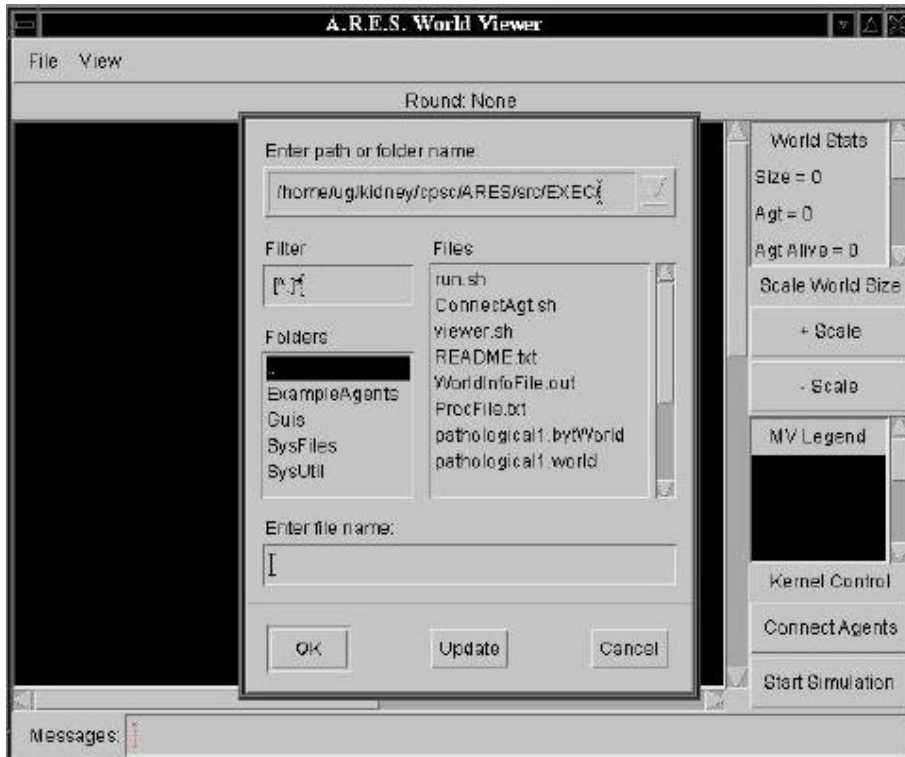 A.R.E.S. World Viewer
File View
Round: None
Enter path or folder name:
/home/ug/kidney/cpsc/ARES/src/EXEC/
Filter
[^.]*
Files
run.sh
ConnectAgt.sh
viewer.sh
README.txt
WorldInfoFile.out
ProcFile.txt
pathological1.bytWorld
pathological1.world
Folders
..
ExampleAgents
Guis
SysFiles
SysUtil
Enter file name:
OK Update Cancel
World Stats
Size = 0
Agt = 0
Agt Alive = 0
Scale World Size
+ Scale
- Scale
MV Legend
Kernel Control
Connect Agents
Start Simulation
Messages: